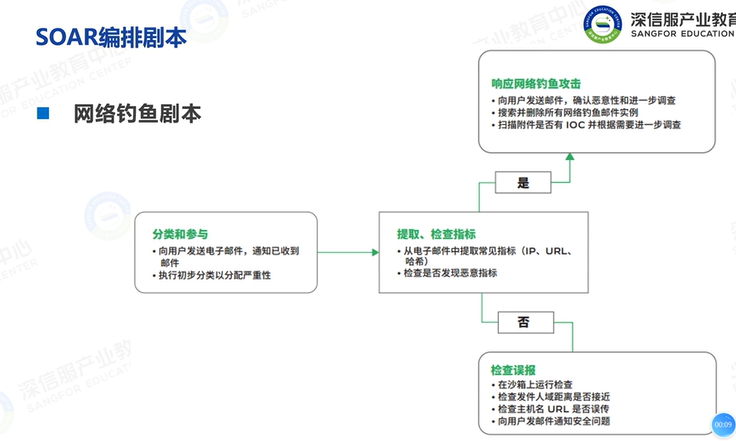 SOAR编排剧本
深信服产业教育
SANGFOR EDUCATION
网络钓鱼剧本
响应网络钓鱼攻击
• 向用户发送邮件，确认恶意性和进一步调查
• 搜索并删除所有网络钓鱼邮件实例
• 扫描附件是否有 IOC 并根据需要进一步调查
是
分类和参与
• 向用户发送电子邮件，通知已收到
邮件
• 执行初步分类以分配严重性
提取、检查指标
• 从电子邮件中提取常见指标（IP、URL、
哈希）
• 检查是否发现恶意指标
否
检查误报
• 在沙箱上运行检查
• 检查发件人域距离是否接近
• 检查主机名 URL 是否误传
• 向用户发邮件通知安全问题
00:09